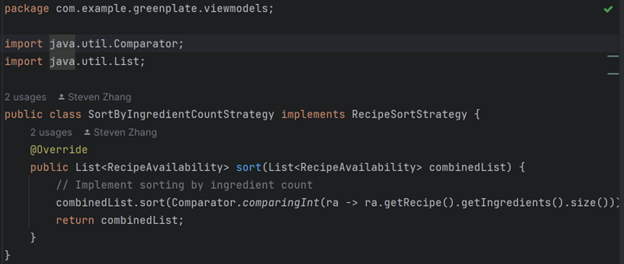 package com.example.greenplate.viewmodels;
import java.util.Comparator;
import java.util.List;
2 usages Steven Zhang
public class SortByIngredientCountStrategy implements RecipeSortStrategy {
2 usages Steven Zhang
@Override
public List<RecipeAvailability> sort(List<RecipeAvailability> combinedList) {
// Implement sorting by ingredient count
combinedList.sort(Comparator.comparingInt(ra -> ra.getRecipe().getIngredients().size()))
return combinedList;
}
}